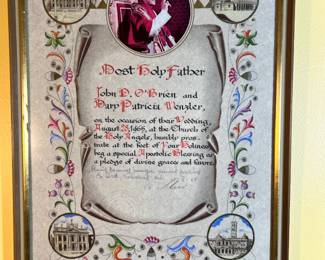 Most Holy Father
John D. O'Brien and
Mary Patricia Wenzler,
on the occasion of their Wedding,
August 28, 1965, at the Church of
the Holy Angels, humbly pros-
trate at the feet of Your Holiness
beg a special Apostolic Blessing as
a pledge of divine graces and favors.